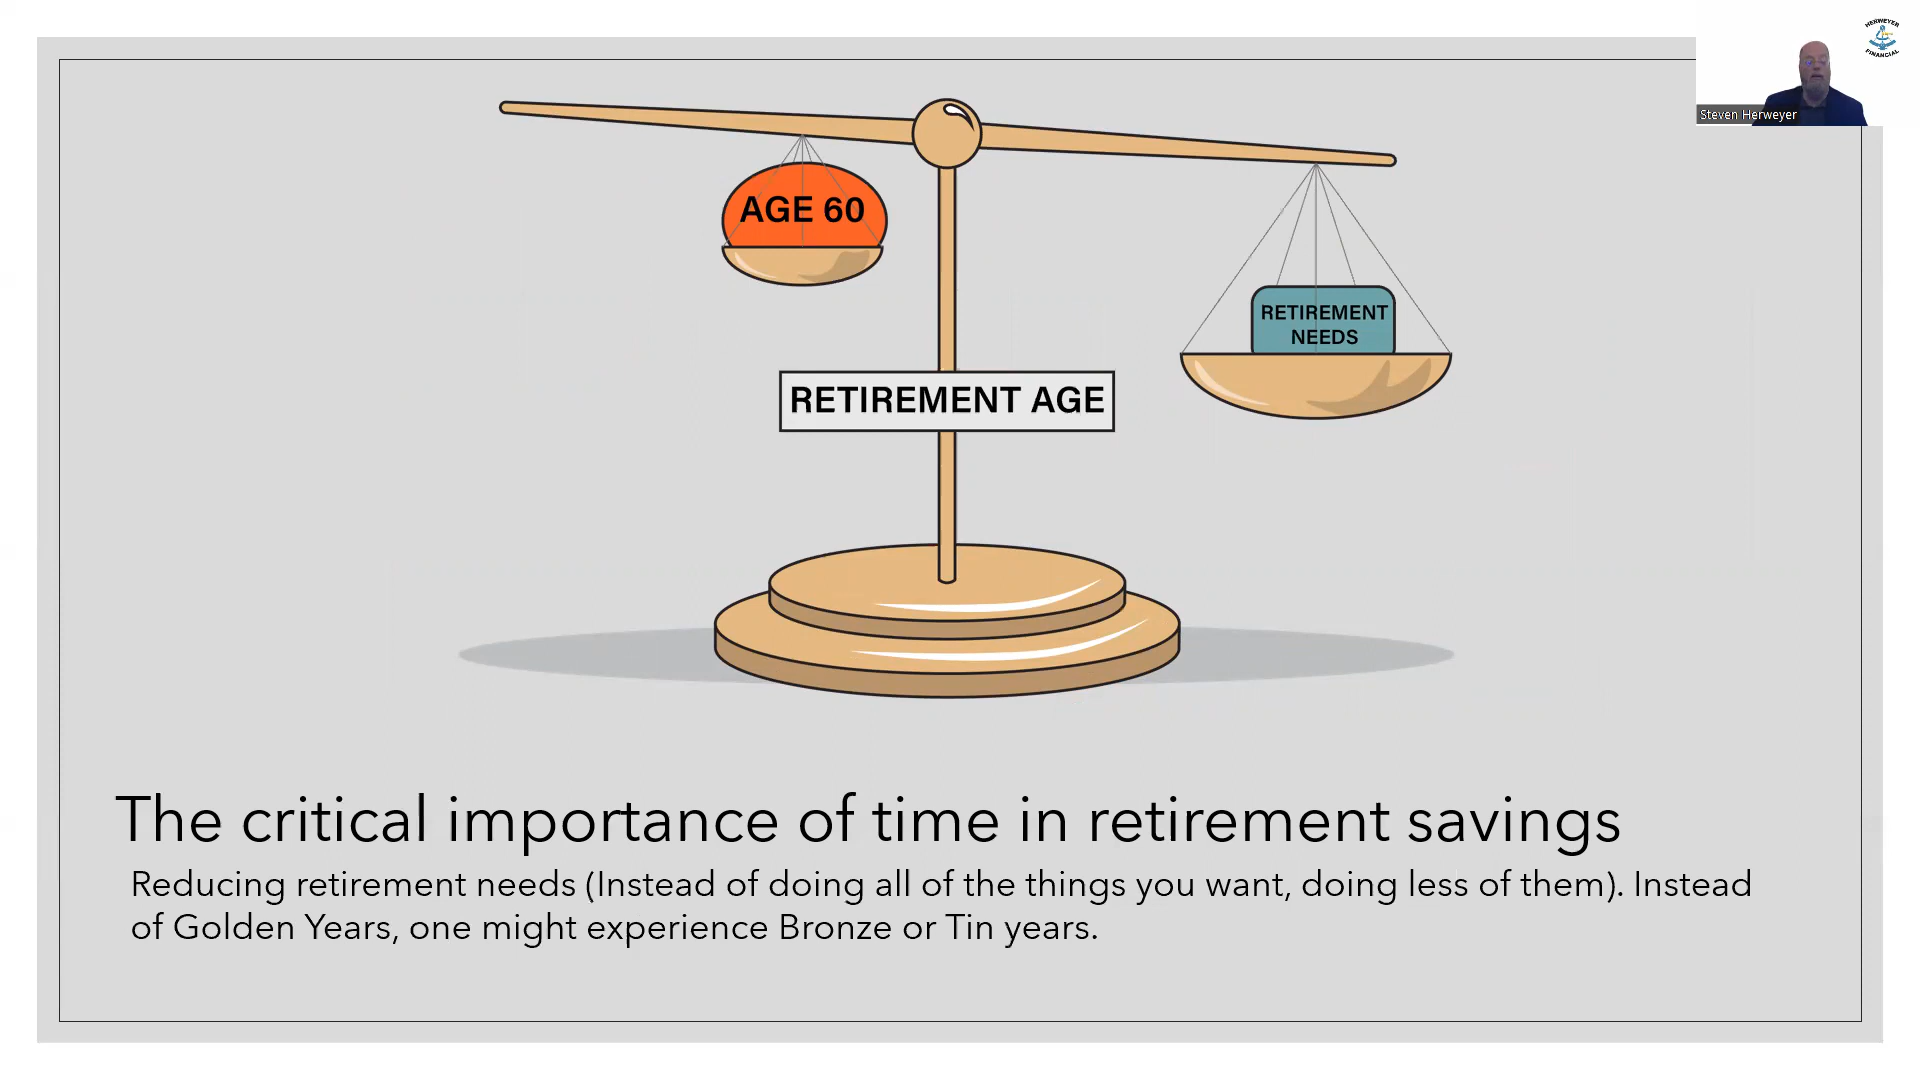 HERWEYER
FINANCIAL
Steven Herweyer
AGE 60
RETIREMENT
NEEDS
RETIREMENT AGE
The critical importance of time in retirement savings
Reducing retirement needs (Instead of doing all of the things you want, doing less of them). Instead
of Golden Years, one might experience Bronze or Tin years.